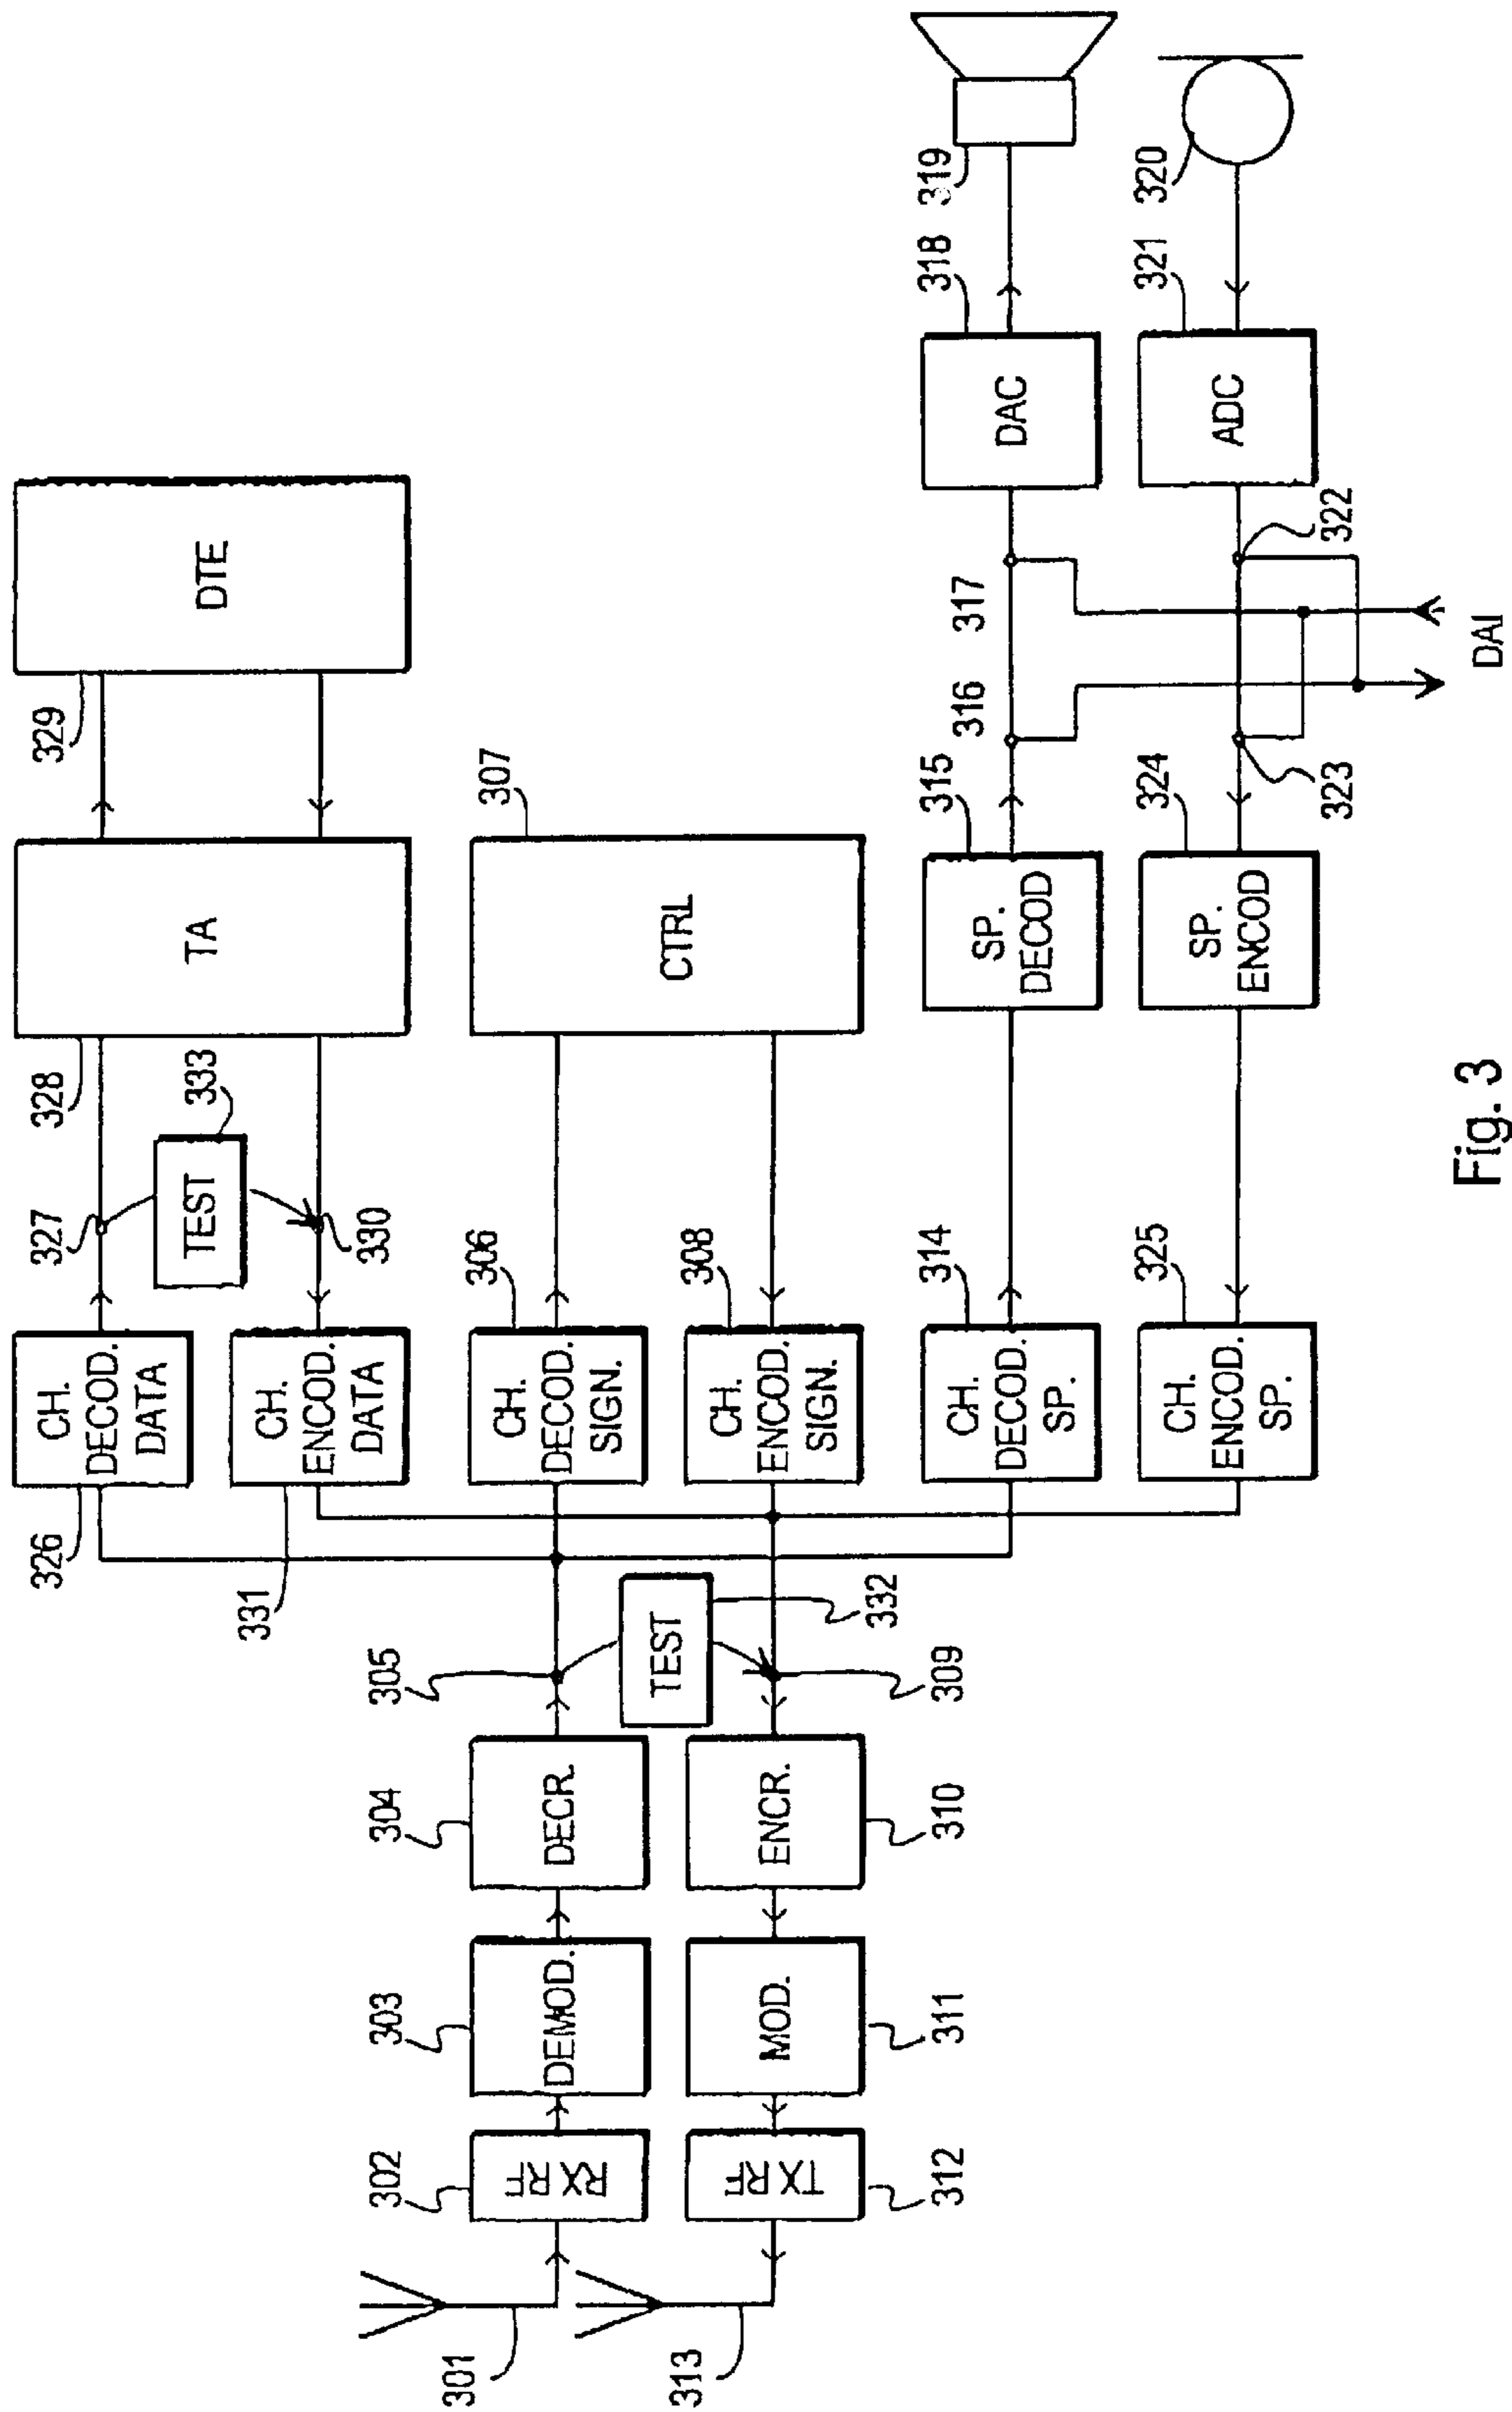 329
DTE
328
TA
327
333
TEST
330
326
CH.
DECOD.
DATA
331
CH.
ENCOD.
DATA
307
CTRL
306
CH.
DECOD.
SIGN.
308
CH.
ENCOD.
SIGN.
301
302
RX RF
303
DEMOD.
304
DECR.
305
TEST
332
309
310
ENCR.
311
MOD.
312
TX RF
313
314
CH.
DECOD.
SP.
315
SP.
DECOD
316
317
318
DAC
319
325
CH.
ENCOD.
SP.
324
SP.
ENCOD
323
322
321
ADC
320
DAI
Fig. 3